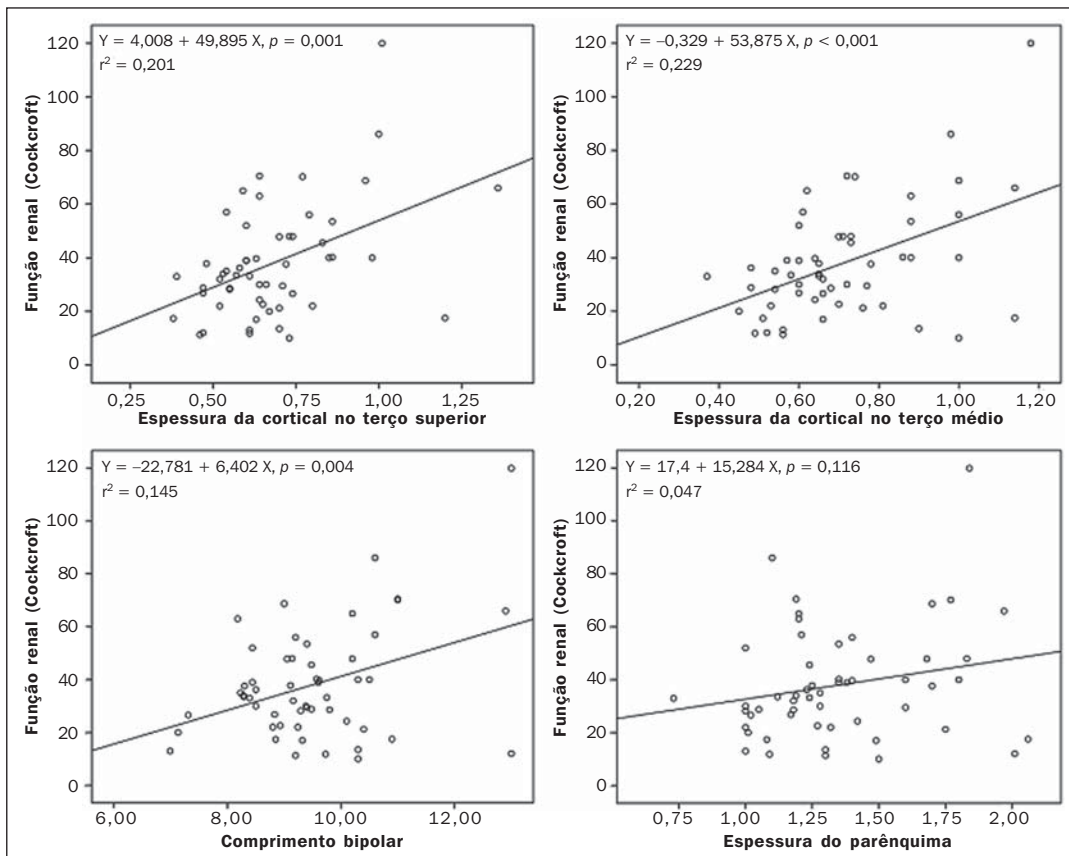 Y = 4,008 + 49,895 X, p = 0,001
r² = 0,201
Função renal (Cockcroft)
120
100
80
60
40
20
0
0,25 0,50 0,75 1,00 1,25
Espessura da cortical no terço superior
Y = –0,329 + 53,875 X, p < 0,001
r² = 0,229
Função renal (Cockcroft)
120
100
80
60
40
20
0
0,20 0,40 0,60 0,80 1,00 1,20
Espessura da cortical no terço médio
Y = –22,781 + 6,402 X, p = 0,004
r² = 0,145
Função renal (Cockcroft)
120
100
80
60
40
20
0
6,00 8,00 10,00 12,00
Comprimento bipolar
Y = 17,4 + 15,284 X, p = 0,116
r² = 0,047
Função renal (Cockcroft)
120
100
80
60
40
20
0
0,75 1,00 1,25 1,50 1,75 2,00
Espessura do parênquima